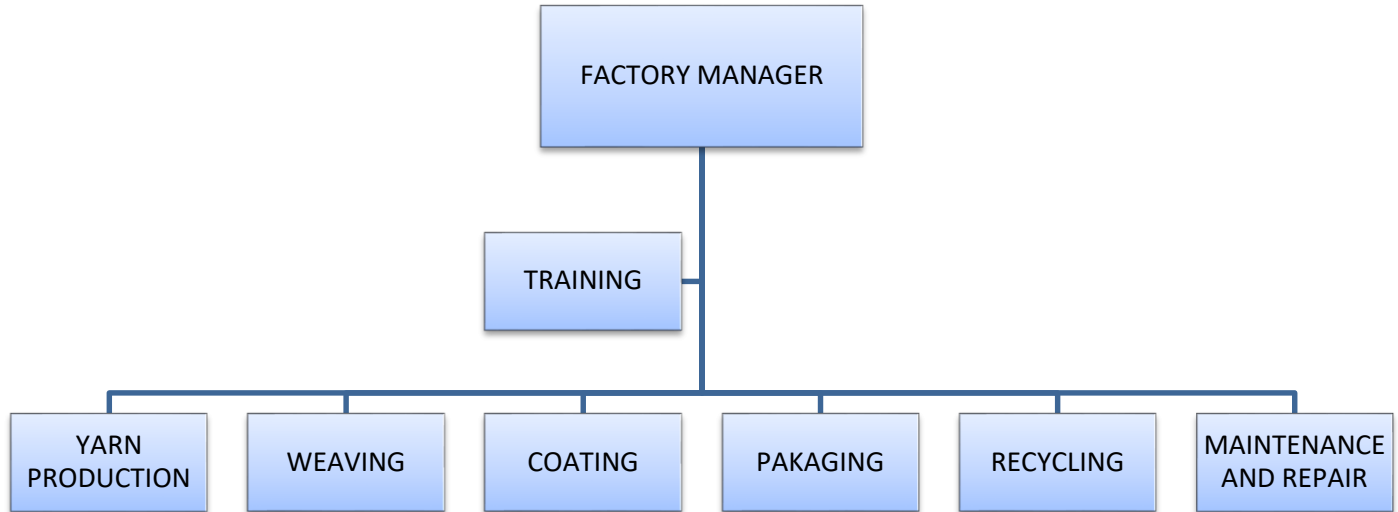 FACTORY MANAGER
TRAINING
YARN
PRODUCTION
WEAVING
COATING
PAKAGING
RECYCLING
MAINTENANCE
AND REPAIR